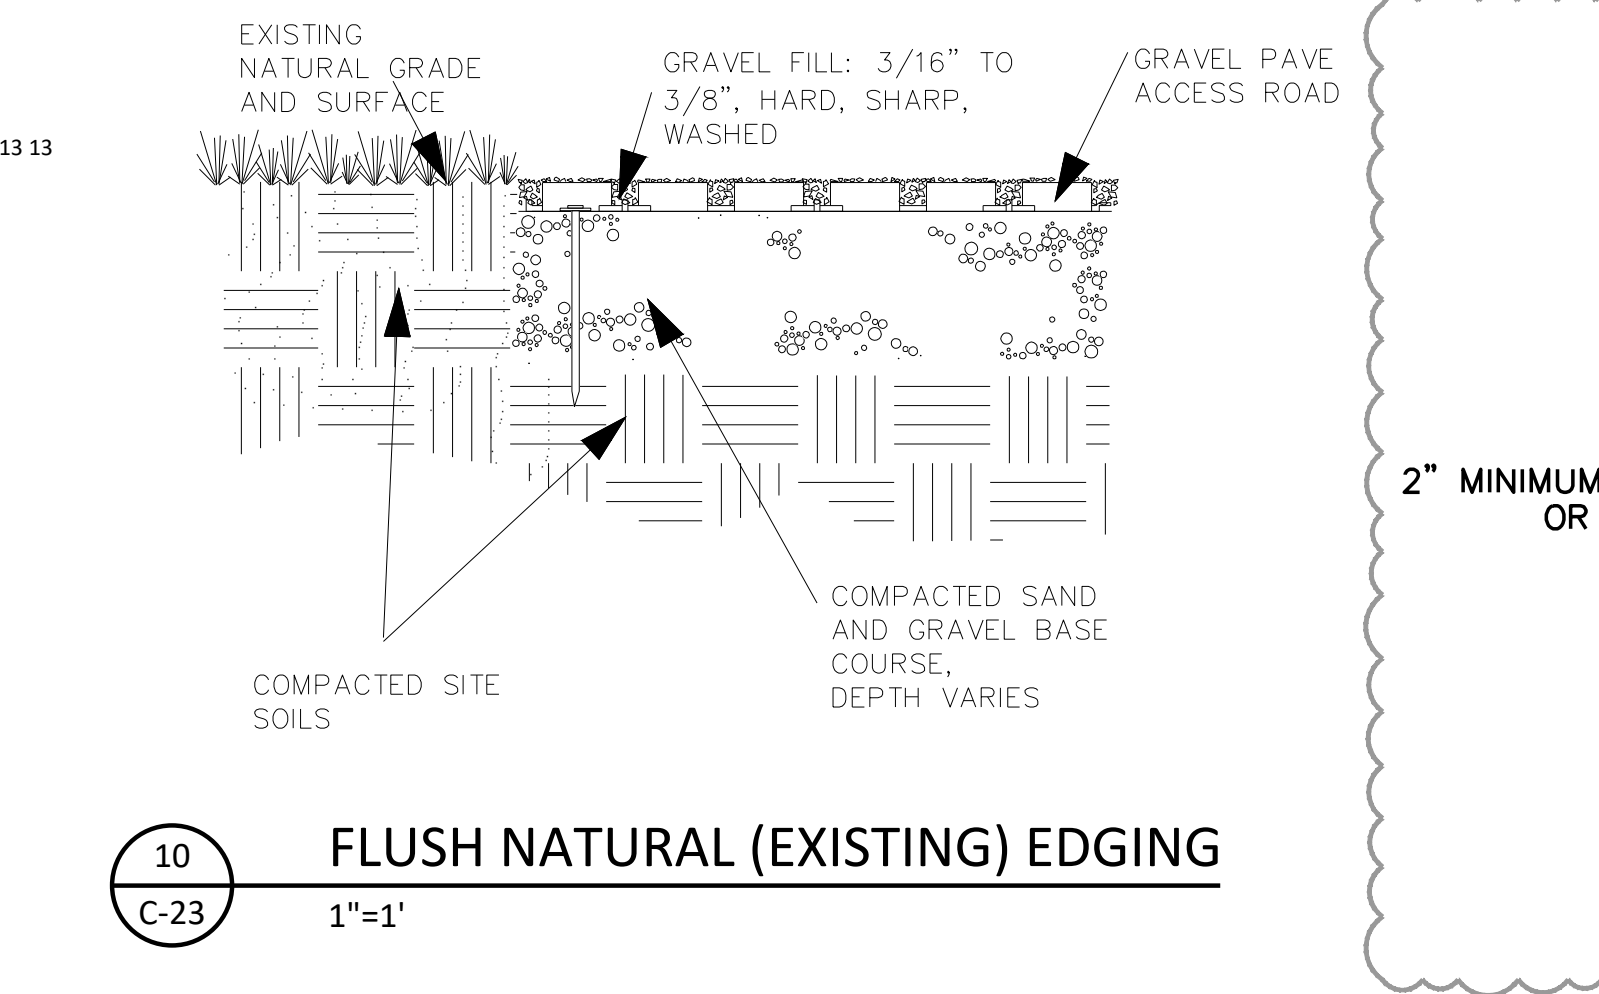 EXISTING
NATURAL GRADE
AND SURFACE
GRAVEL FILL: 3/16" TO
3/8", HARD, SHARP,
WASHED
GRAVEL PAVE
ACCESS ROAD
13 13
2" MINIMUM
OR
COMPACTED SAND
AND GRAVEL BASE
COURSE,
DEPTH VARIES
COMPACTED SITE
SOILS
10
C-23
FLUSH NATURAL (EXISTING) EDGING
1"=1'